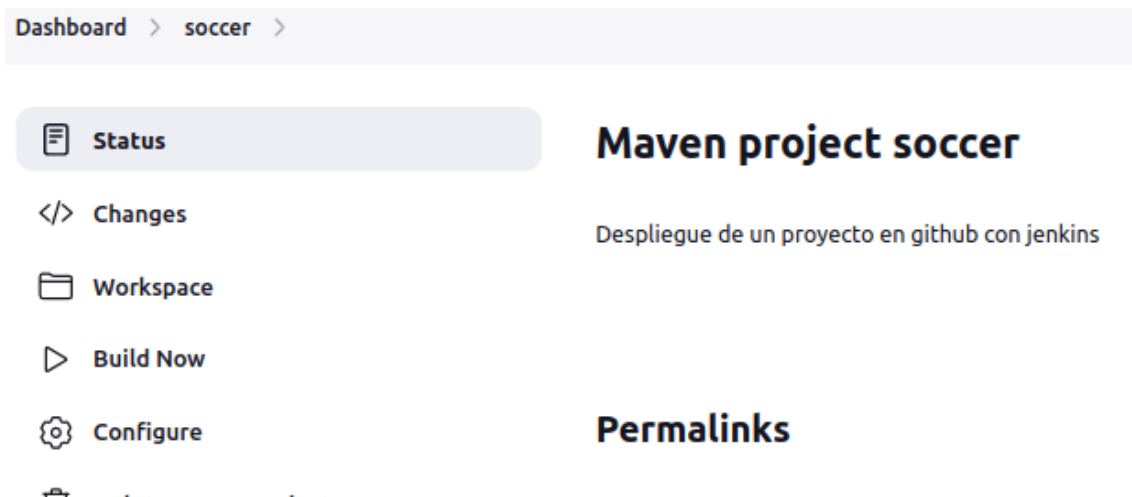 Dashboard > soccer >
Status
Changes
Workspace
Build Now
Configure
Maven project soccer
Despliegue de un proyecto en github con jenkins
Permalinks